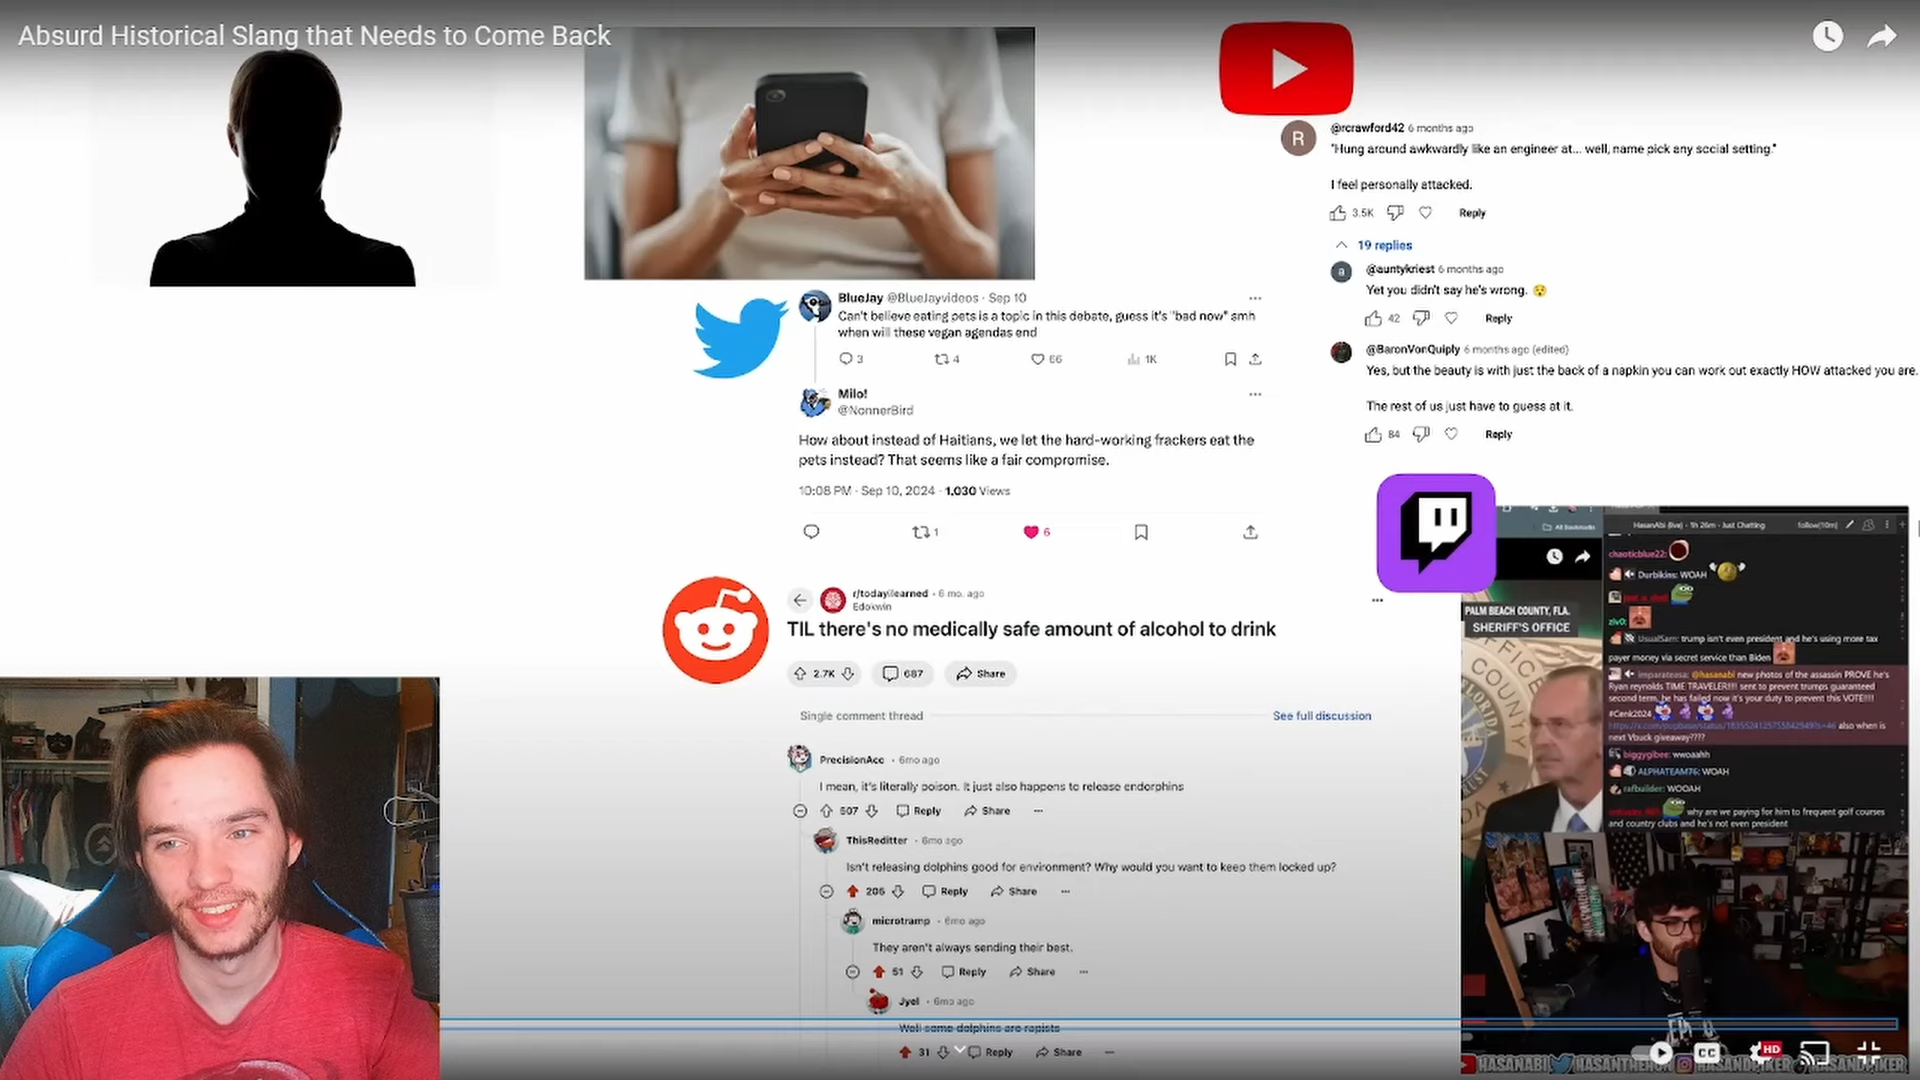 Absurd Historical Slang that Needs to Come Back
R
@rcrawford42 6 months ago
"Hung around awkwardly like an engineer at... well, name pick any social setting."
I feel personally attacked.
3.5K Reply
19 replies
a
@auntykriest 6 months ago
Yet you didn't say he's wrong. 😯
42 Reply
@BaronVonQuiply 6 months ago (edited)
Yes, but the beauty is with just the back of a napkin you can work out exactly HOW attacked you are.
The rest of us just have to guess at it.
84 Reply
BlueJay @BlueJayvideos · Sep 10
Can't believe eating pets is a topic in this debate, guess it's "bad now" smh
when will these vegan agendas end
3 4 66 1K
Milo!
@NonnerBird
How about instead of Haitians, we let the hard-working frackers eat the
pets instead? That seems like a fair compromise.
10:08 PM · Sep 10, 2024 · 1,030 Views
1 6
r/todayilearned · 6 mo. ago
Edokwin
TIL there's no medically safe amount of alcohol to drink
2.7K 687 Share
Single comment thread See full discussion
PrecisionAcc · 6mo ago
I mean, it's literally poison. It just also happens to release endorphins
507 Reply Share
ThisReditter · 6mo ago
Isn't releasing dolphins good for environment? Why would you want to keep them locked up?
205 Reply Share
microtramp · 6mo ago
They aren't always sending their best.
51 Reply Share
Jyel · 6mo ago
Well some dolphins are rapists
31 Reply Share
All Bookmarks
HasanAbi (live) - 1h 26m - Just Chatting follow(10m)
chaoticblue22:
Durbikins: WOAH
ziv0:
UsualSam: trump isn't even president and he's using more tax
payer money via secret service than Biden
imparateasa: @hasanabi new photos of the assassin PROVE he's
Ryan reynolds TIME TRAVELER!!!! sent to prevent trumps guaranteed
second term. he has failed now it's your duty to prevent this VOTE!!!!
#Cenk2024
also when is
next Vbuck giveaway????
biggygibee: wwoaahh
ALPHATEAM76: WOAH
rafbuilder: WOOAH
why are we paying for him to frequent golf courses
and country clubs and he's not even president
PALM BEACH COUNTY, FLA.
SHERIFF'S OFFICE
OFFICE
COUNTY
FLORIDA
TRUST
CC HD
HASANABI HASANTHEHUN HASANDPIKER HASANDPIKER